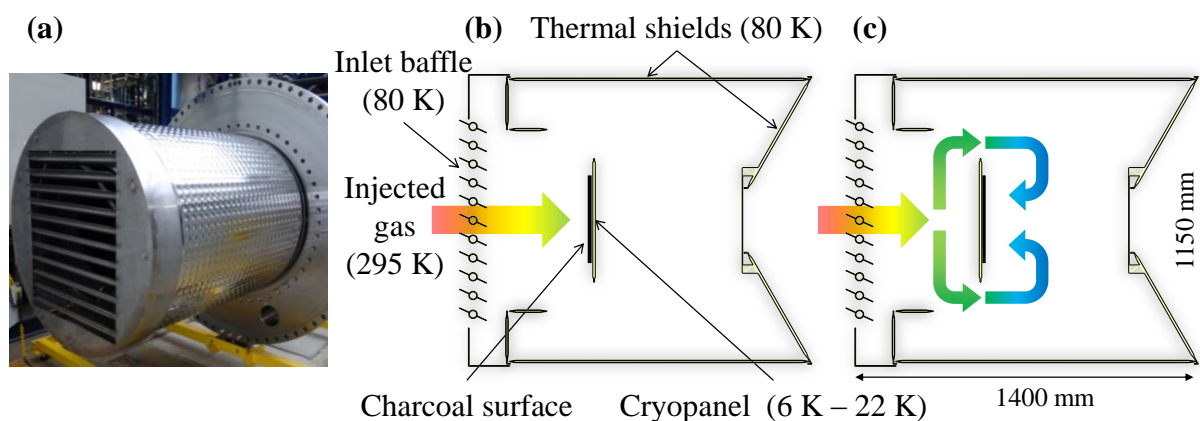 (a)
(b)
Thermal shields (80 K)
(c)
Inlet baffle
(80 K)
Injected
gas
(295 K)
1150 mm
Charcoal surface
Cryopanel (6 K – 22 K)
1400 mm